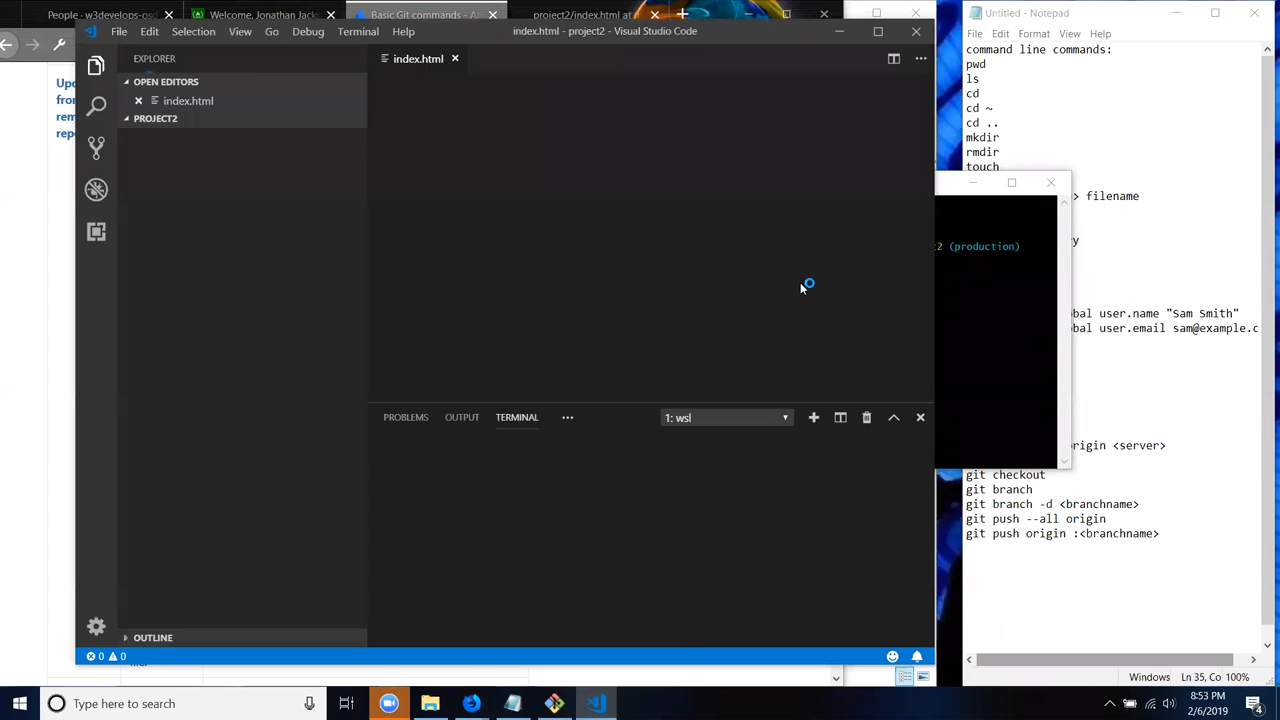 People · w3develops-os
Welcome, Jonathan!
Basic Git commands - At
project2/index.html at
File Edit Selection View Go Debug Terminal Help
index.html - project2 - Visual Studio Code
EXPLORER
OPEN EDITORS
index.html
PROJECT2
OUTLINE
index.html
PROBLEMS OUTPUT TERMINAL
1: wsl
0 0
(production)
Untitled - Notepad
File Edit Format View Help
command line commands:
pwd
ls
cd
cd ~
cd ..
mkdir
rmdir
touch
> filename
bal user.name "Sam Smith"
bal user.email sam@example.c
rigin <server>
git checkout
git branch
git branch -d <branchname>
git push --all origin
git push origin :<branchname>
Windows Ln 35, Co 100%
Type here to search
8:53 PM
2/6/2019
4